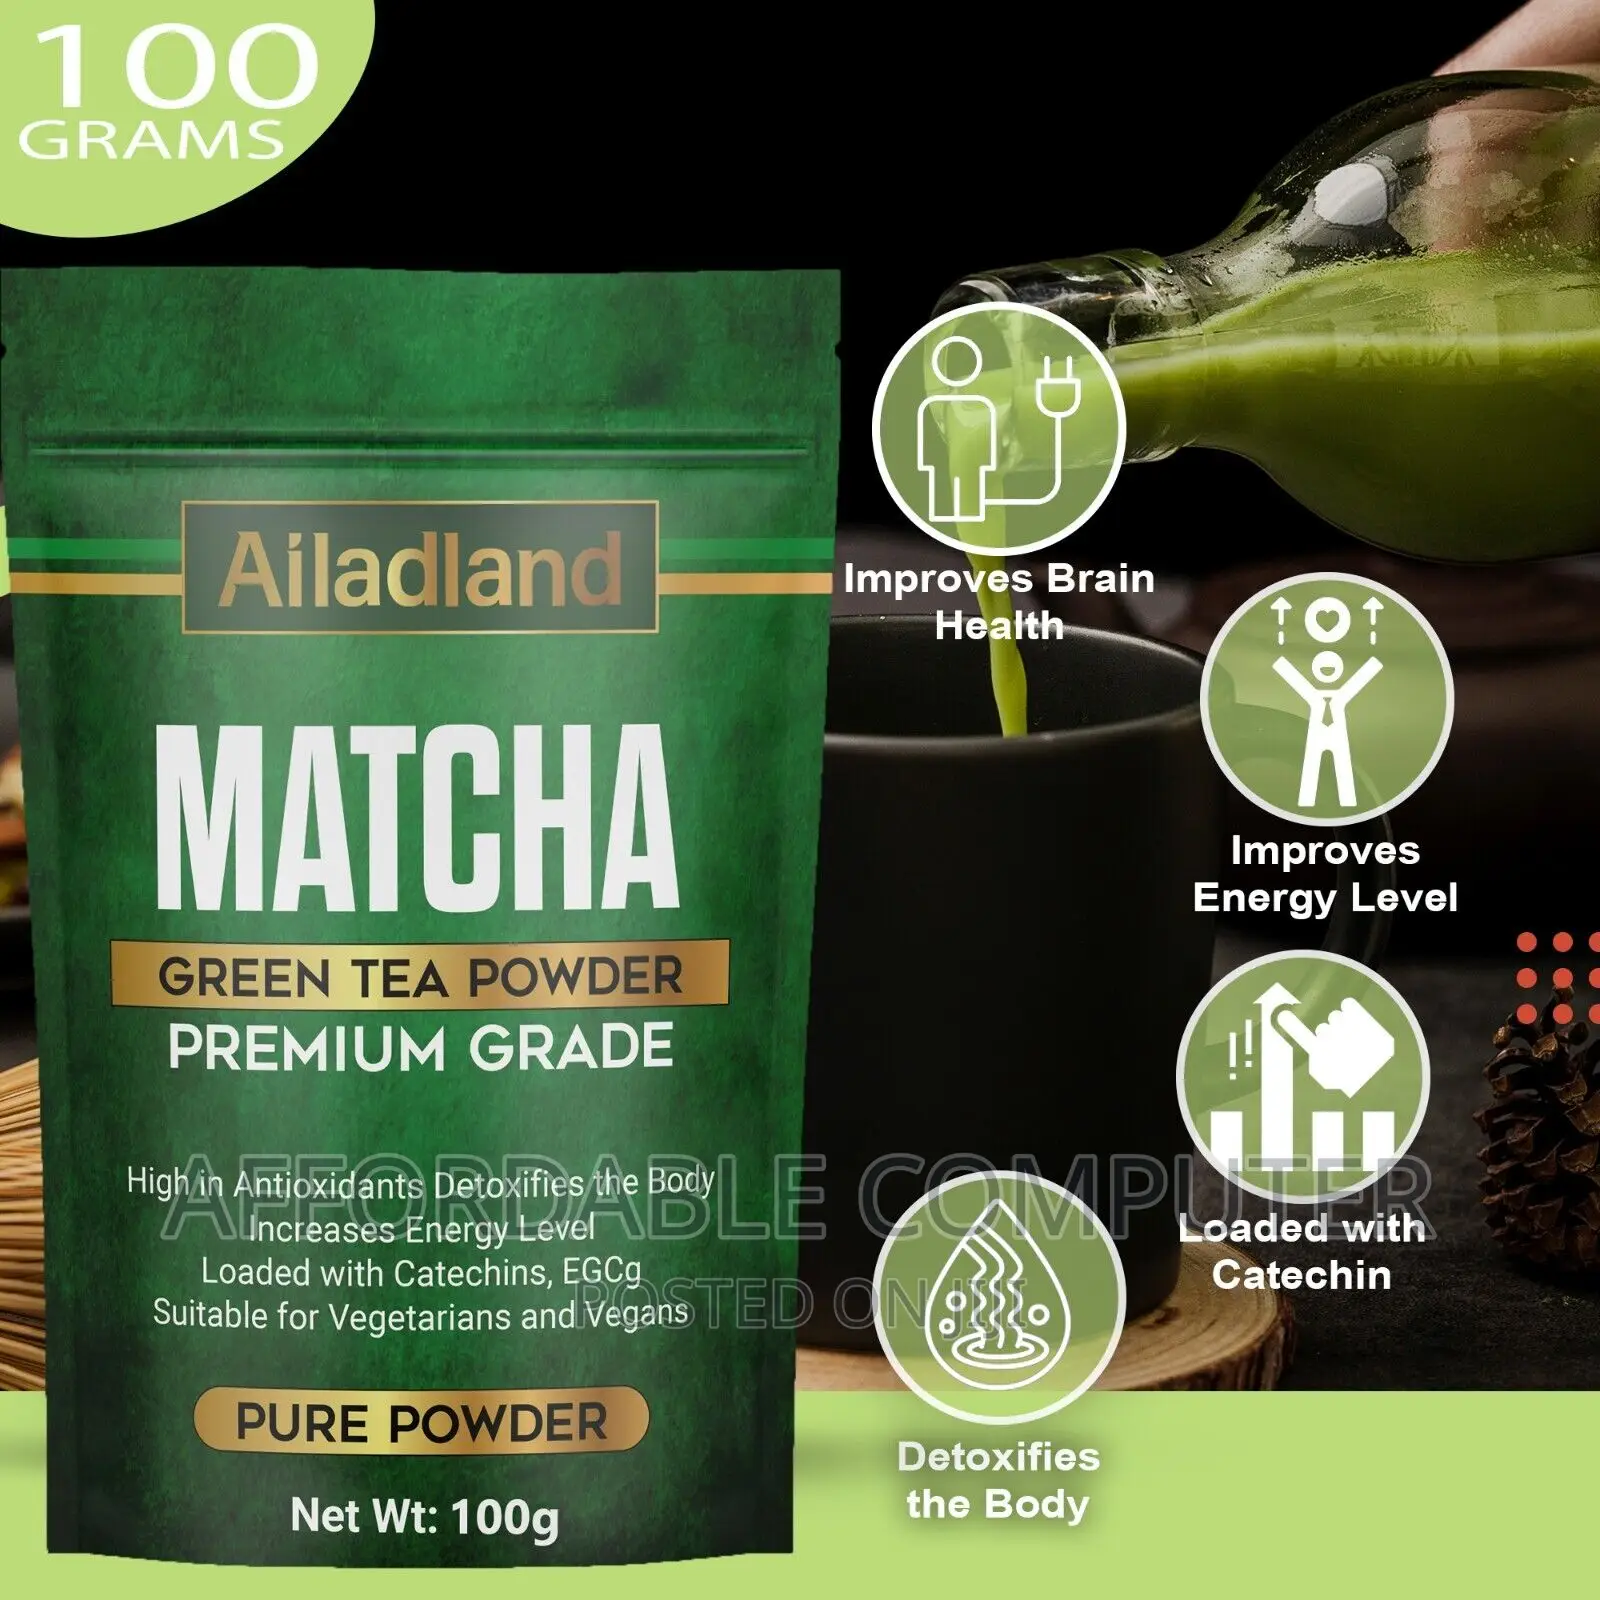 100
GRAMS
Ailadland
MATCHA
GREEN TEA POWDER
PREMIUM GRADE
High in Antioxidants Detoxifies the Body
Increases Energy Level
Loaded with Catechins, EGCg
Suitable for Vegetarians and Vegans
PURE POWDER
Net Wt: 100g
Improves Brain
Health
Improves
Energy Level
Loaded with
Catechin
Detoxifies
the Body
AFFORDABLE COMPUTER
POSTED ON JIJI